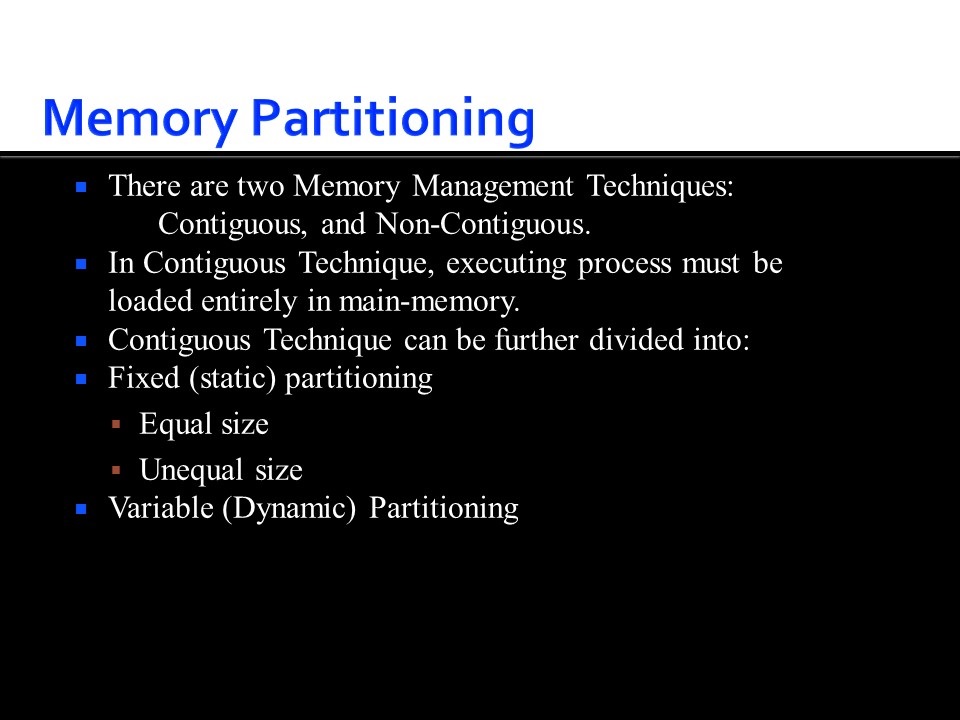 Memory Partitioning
There are two Memory Management Techniques:
Contiguous, and Non-Contiguous.
In Contiguous Technique, executing process must be
loaded entirely in main-memory.
Contiguous Technique can be further divided into:
Fixed (static) partitioning
Equal size
Unequal size
Variable (Dynamic) Partitioning